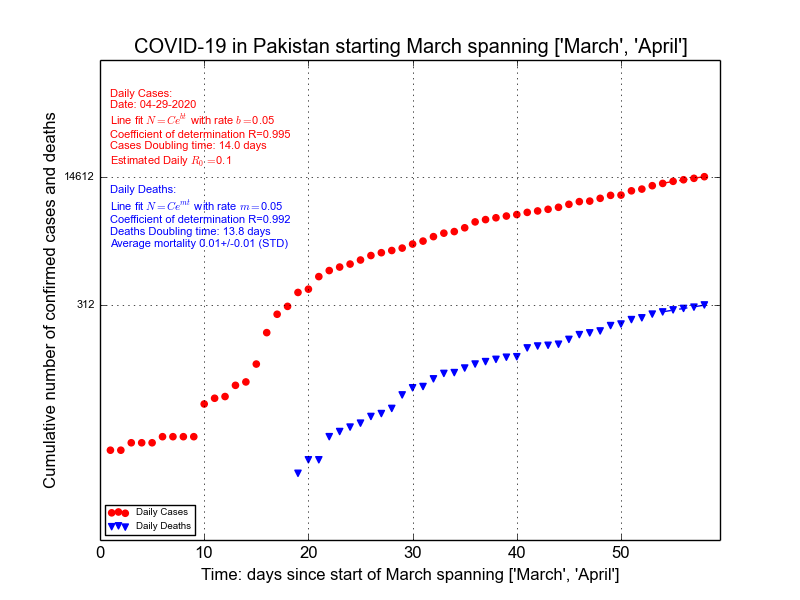 COVID-19 in Pakistan starting March spanning ['March', 'April']
Daily Cases:
Date: 04-29-2020
Line fit N = Ce^{bt} with rate b = 0.05
Coefficient of determination R=0.995
Cases Doubling time: 14.0 days
Estimated Daily R_0 = 0.1
Daily Deaths:
Line fit N = Ce^{mt} with rate m = 0.05
Coefficient of determination R=0.992
Deaths Doubling time: 13.8 days
Average mortality 0.01+/-0.01 (STD)
14612
312
Cumulative number of confirmed cases and deaths
Daily Cases
Daily Deaths
0 10 20 30 40 50
Time: days since start of March spanning ['March', 'April']